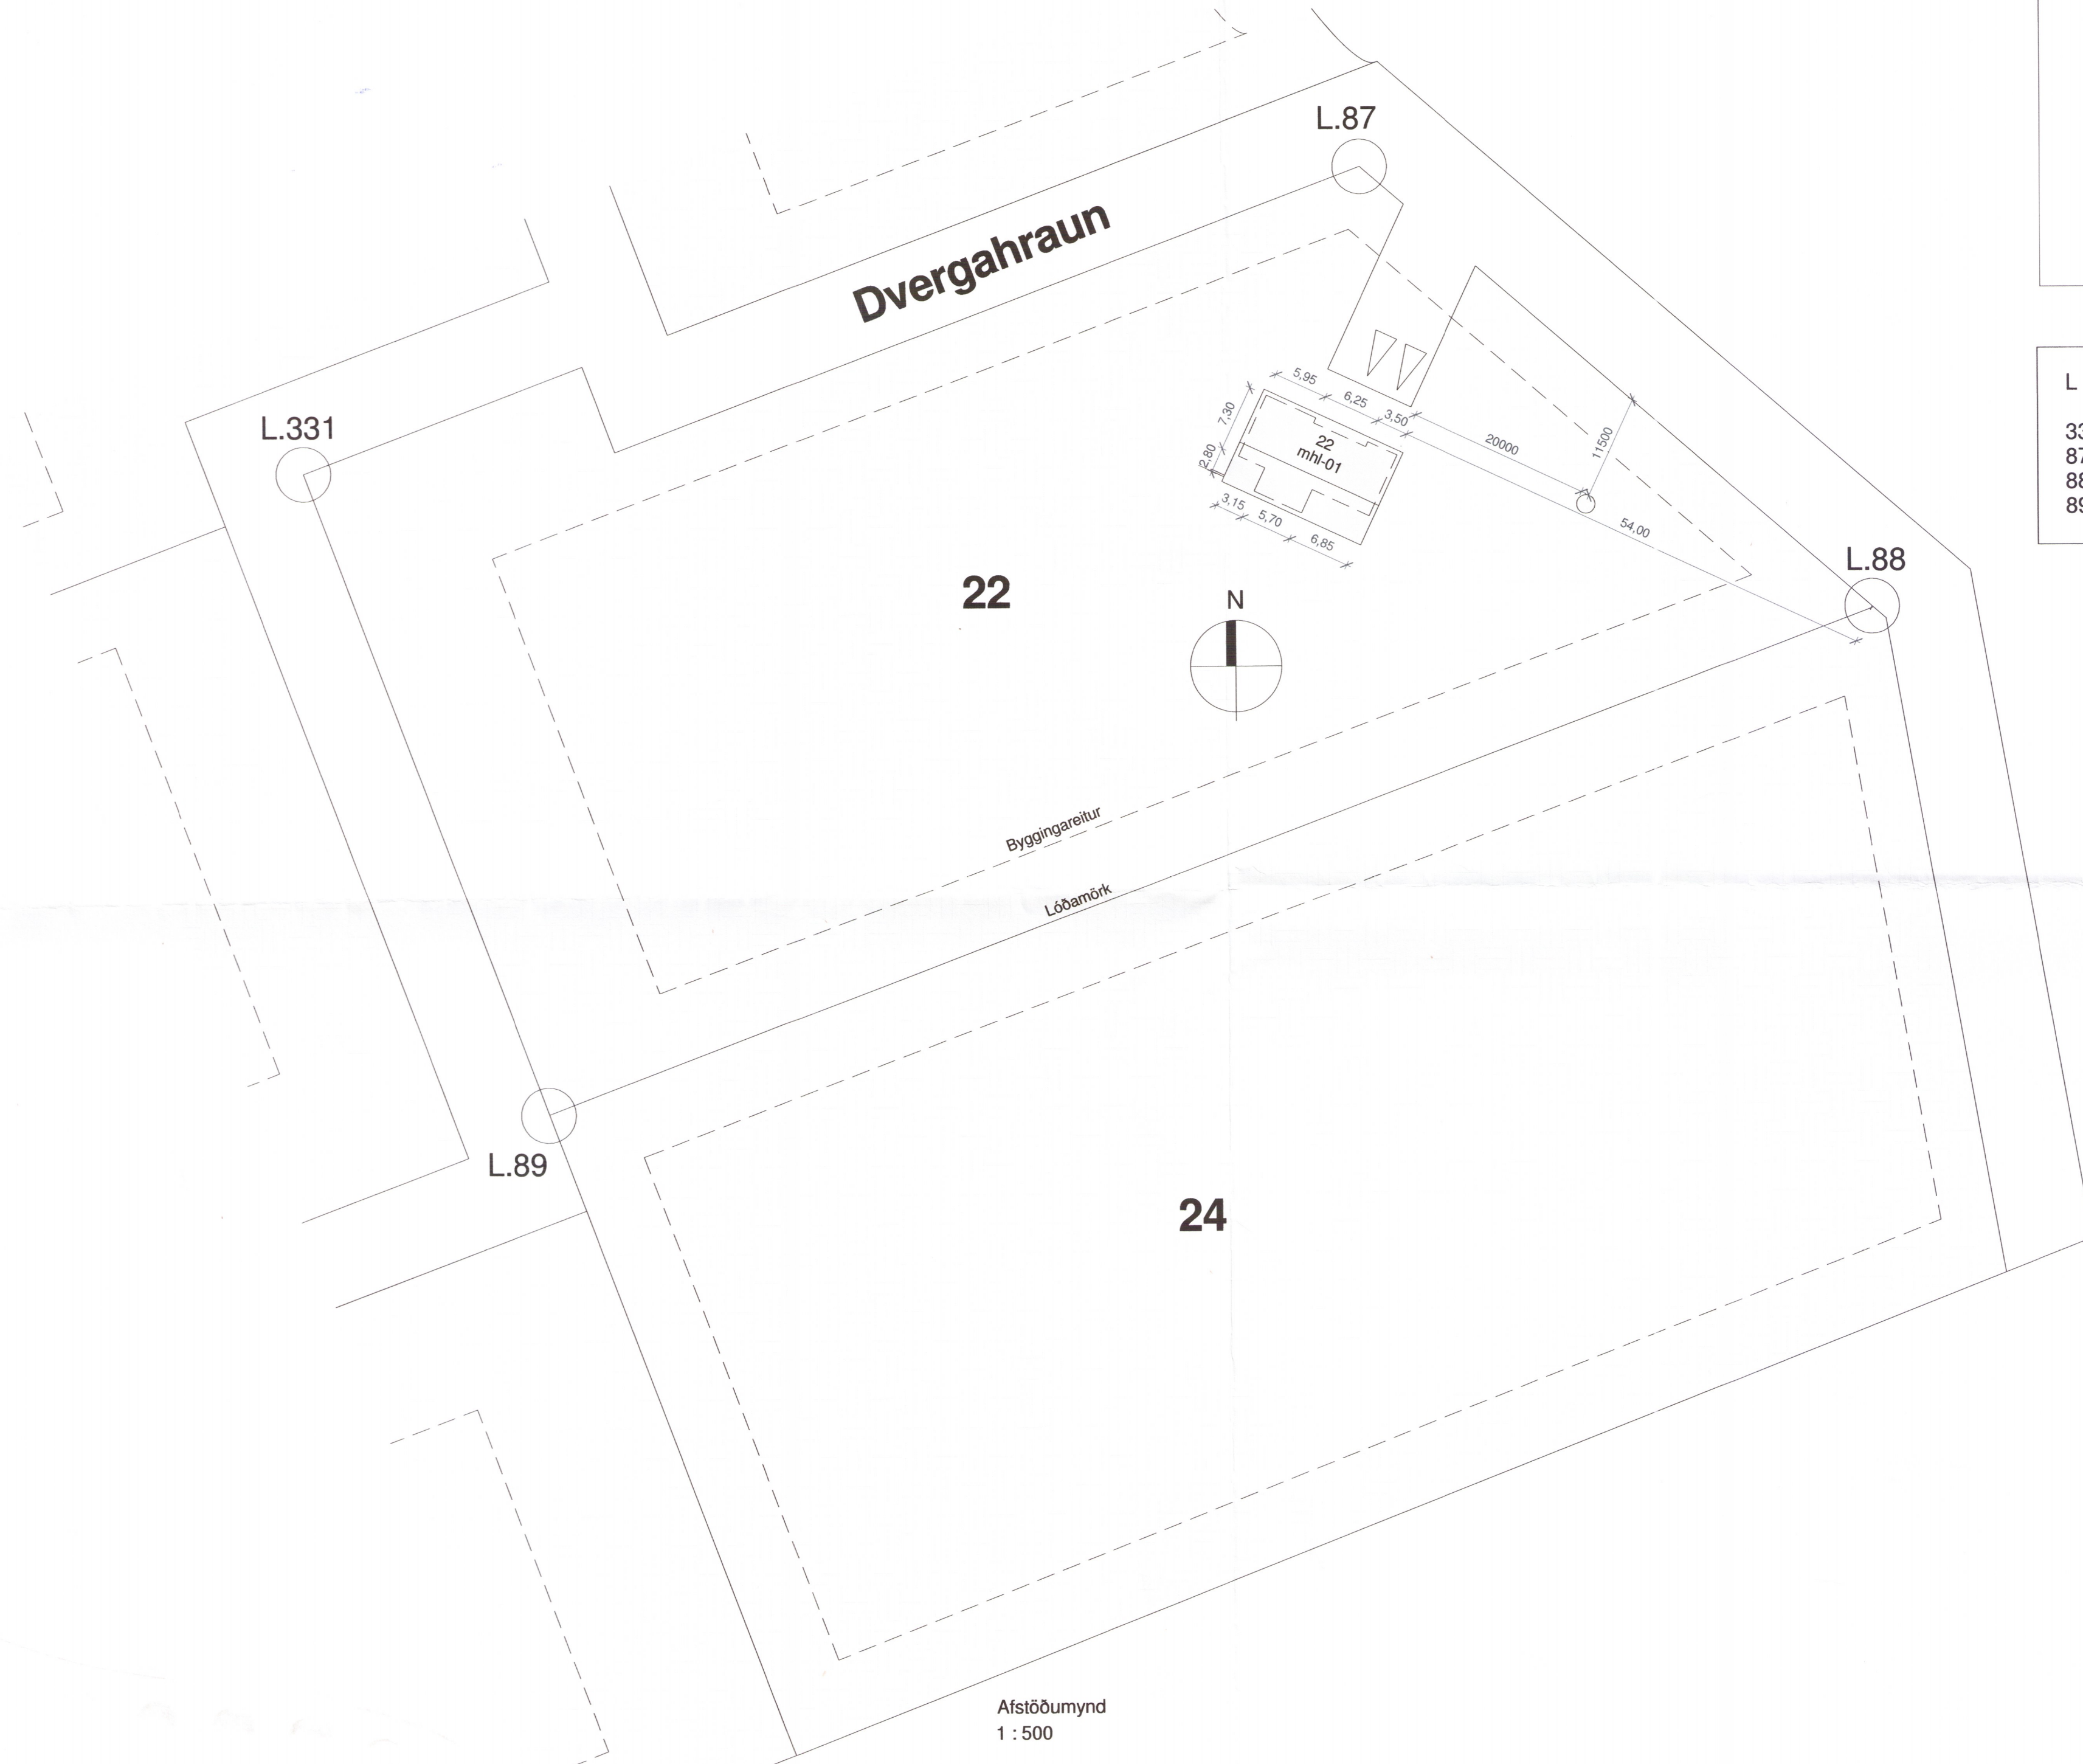 L.87
Dvergahraun
L.331
5,95
6,25
3,50
7,30
2,80
22
mhl-01
20000
11500
54,00
3,15
5,70
6,85
L.88
22
N
Byggingareitur
Lóðamörk
L.89
24
Afstöðumynd
1 : 500
L